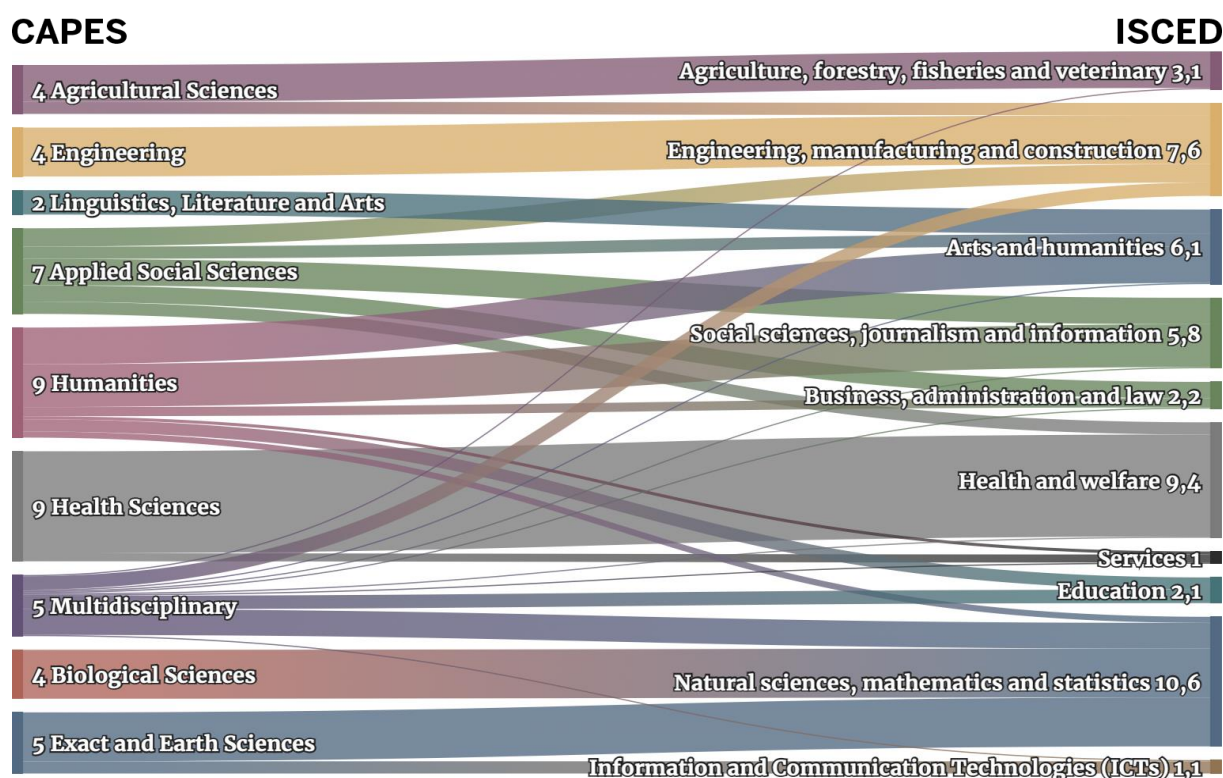 CAPES
ISCED
4 Agricultural Sciences
4 Engineering
2 Linguistics, Literature and Arts
7 Applied Social Sciences
9 Humanities
9 Health Sciences
5 Multidisciplinary
4 Biological Sciences
5 Exact and Earth Sciences
Agriculture, forestry, fisheries and veterinary 3,1
Engineering, manufacturing and construction 7,6
Arts and humanities 6,1
Social sciences, journalism and information 5,8
Business, administration and law 2,2
Health and welfare 9,4
Services 1
Education 2,1
Natural sciences, mathematics and statistics 10,6
Information and Communication Technologies (ICTs) 1,1